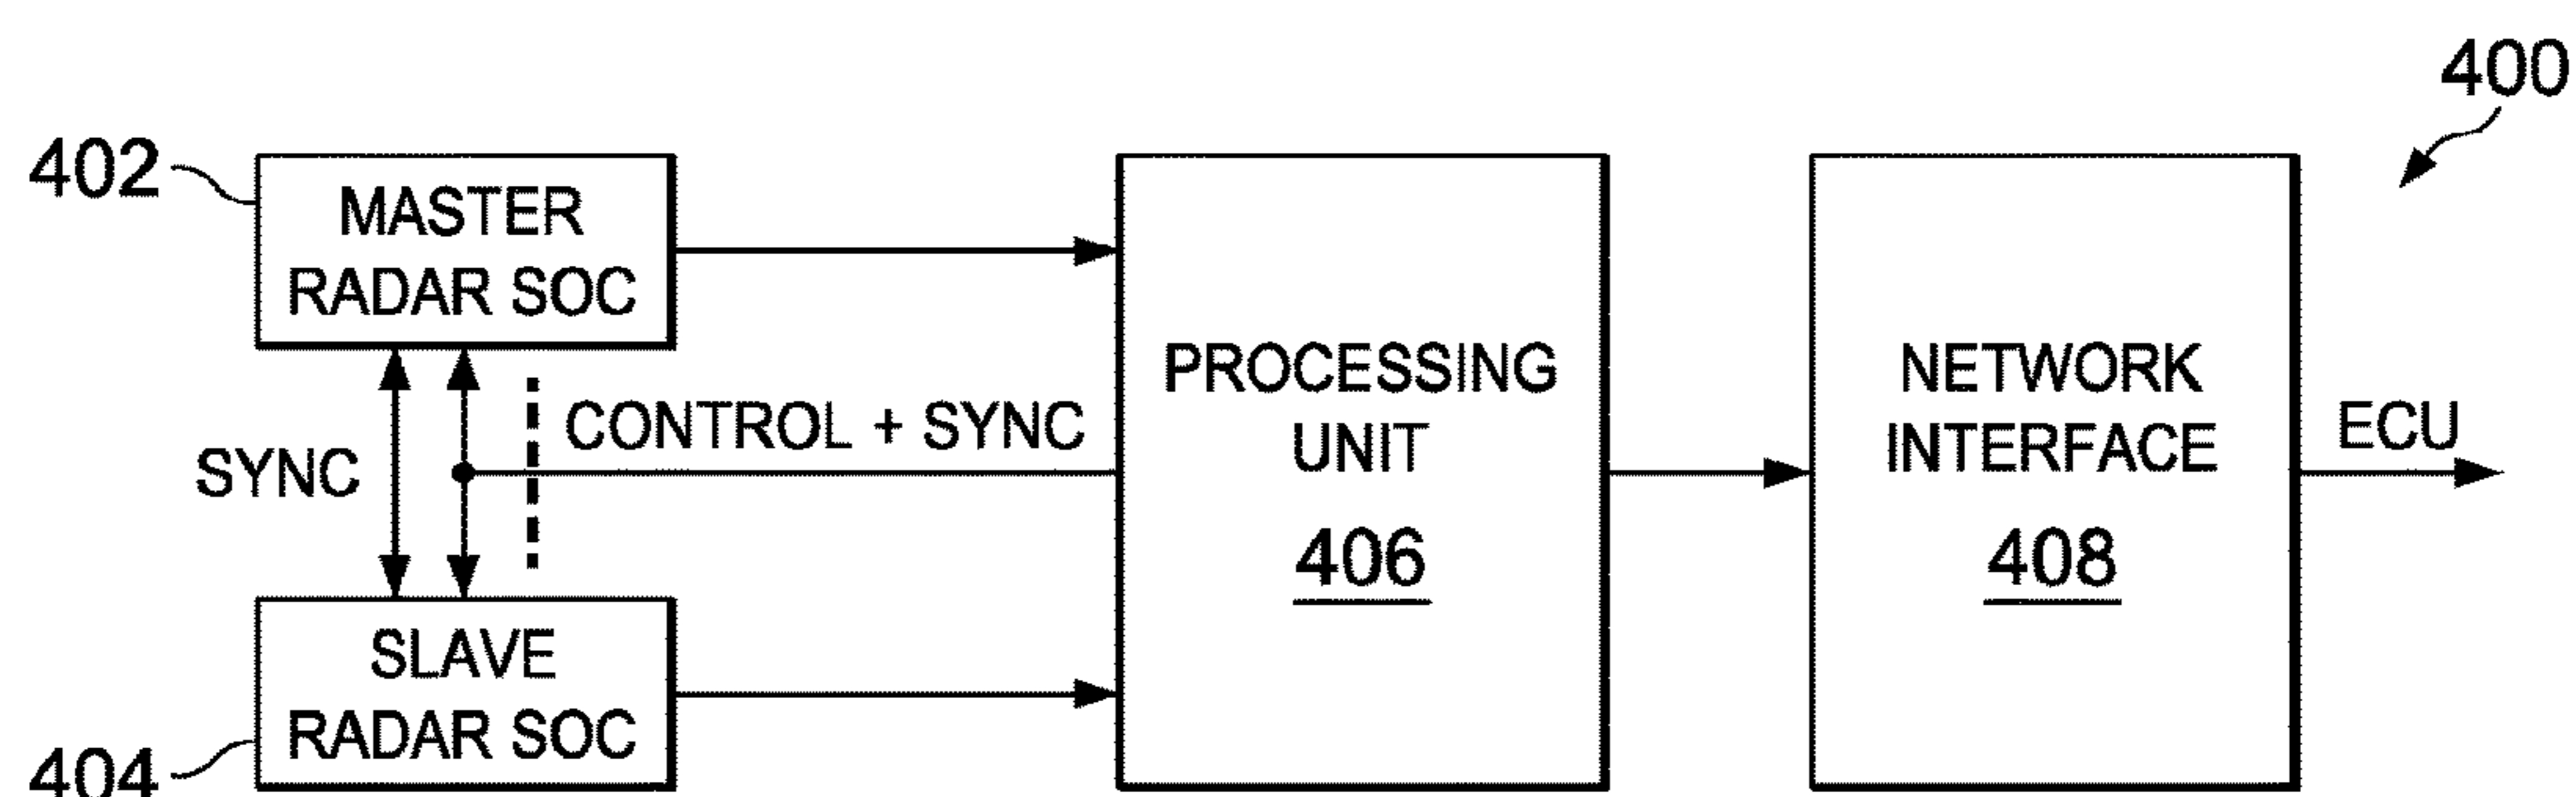 400
402
MASTER
RADAR SOC
SYNC
CONTROL + SYNC
SLAVE
RADAR SOC
404
PROCESSING
UNIT
406
NETWORK
INTERFACE
408
ECU